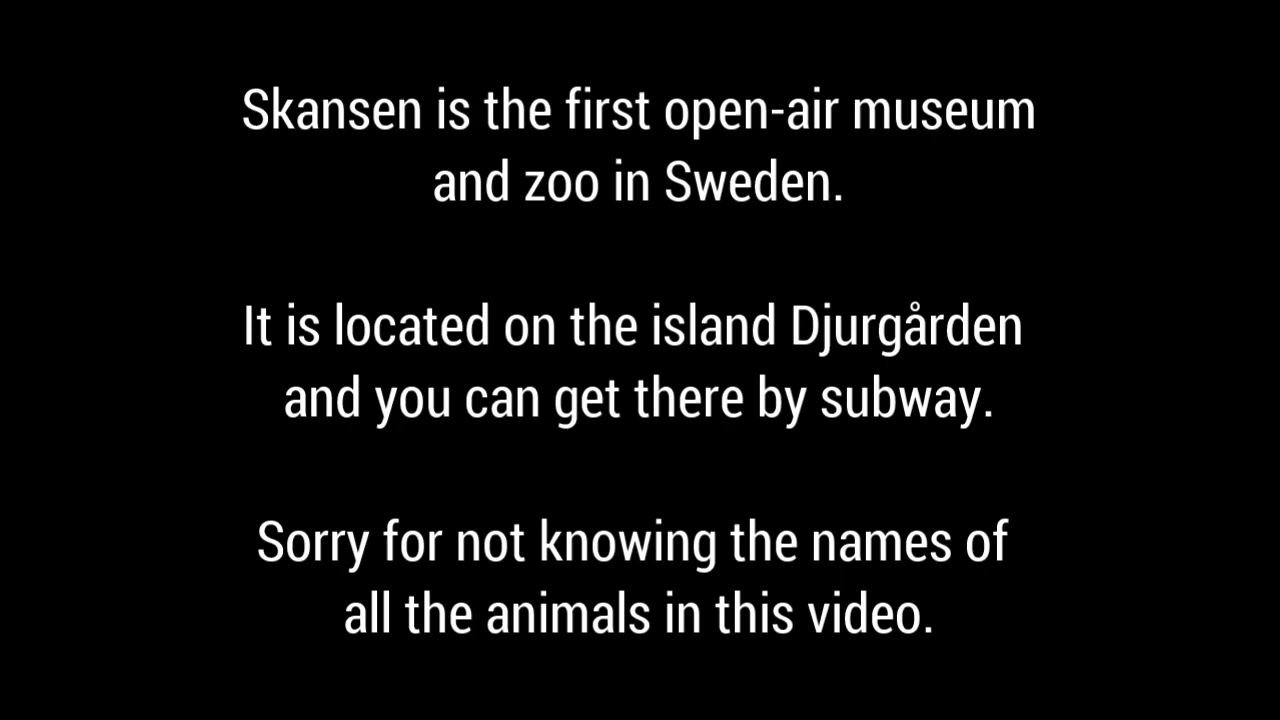 Skansen is the first open-air museum
and zoo in Sweden.
It is located on the island Djurgården
and you can get there by subway.
Sorry for not knowing the names of
all the animals in this video.